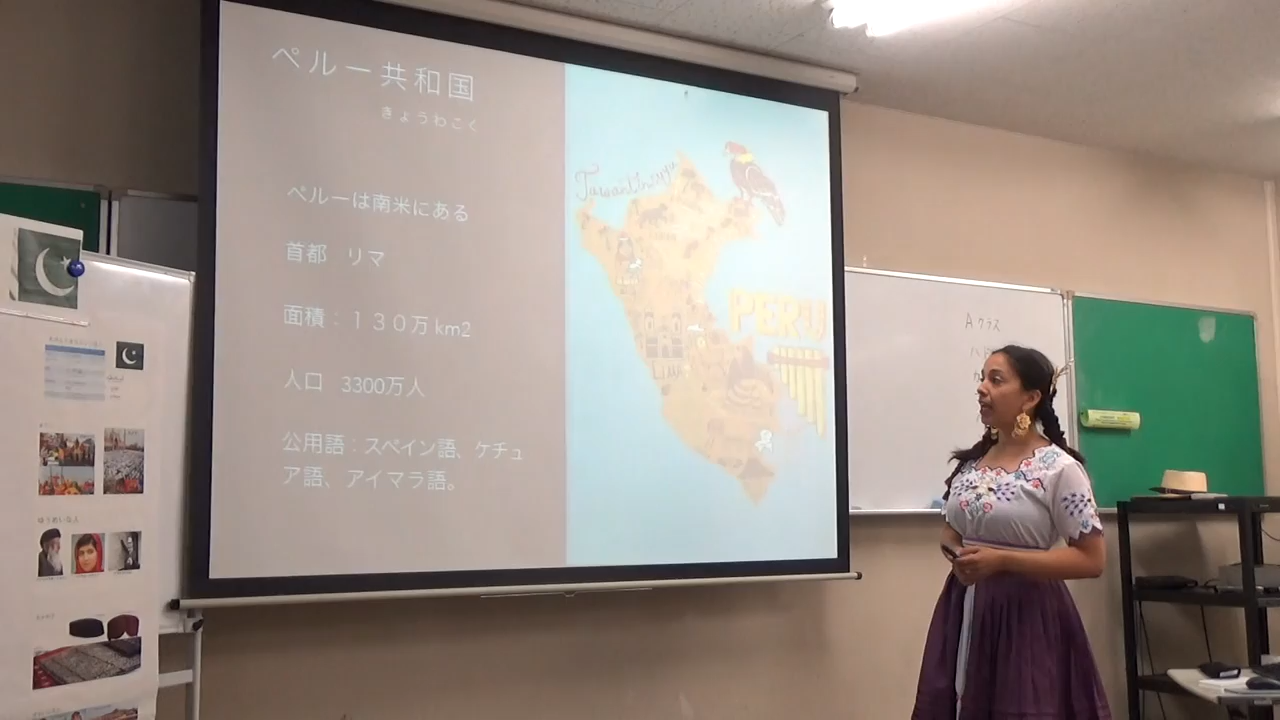 ペルー共和国
きょうわこく
ペルーは南米にある
首都 リマ
面積：１３０万 km2
人口 3300万人
公用語：スペイン語、ケチュ
ア語、アイマラ語。
Tawantinsuyu
PERU
LIMA
Aクラス